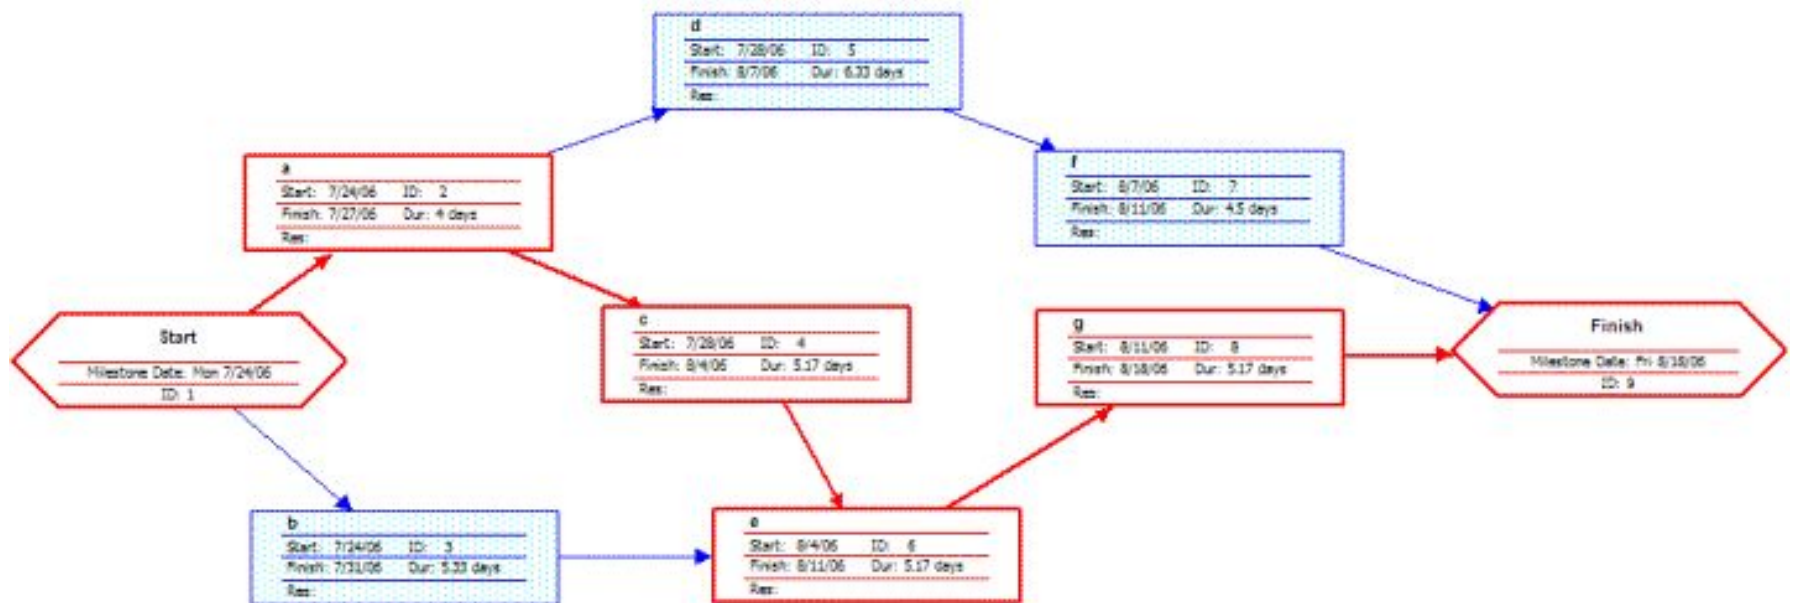 d
Start: 7/28/06 ID: 5
Finish: 8/7/06 Dur: 6.33 days
Res:
a
Start: 7/24/06 ID: 2
Finish: 7/27/06 Dur: 4 days
Res:
f
Start: 8/7/06 ID: 7
Finish: 8/11/06 Dur: 4.5 days
Res:
Start
Milestone Date: Mon 7/24/06
ID: 1
c
Start: 7/28/06 ID: 4
Finish: 8/4/06 Dur: 5.17 days
Res:
g
Start: 8/11/06 ID: 8
Finish: 8/18/06 Dur: 5.17 days
Res:
Finish
Milestone Date: Fri 8/18/06
ID: 9
b
Start: 7/24/06 ID: 3
Finish: 7/31/06 Dur: 5.33 days
Res:
e
Start: 8/4/06 ID: 6
Finish: 8/11/06 Dur: 5.17 days
Res: